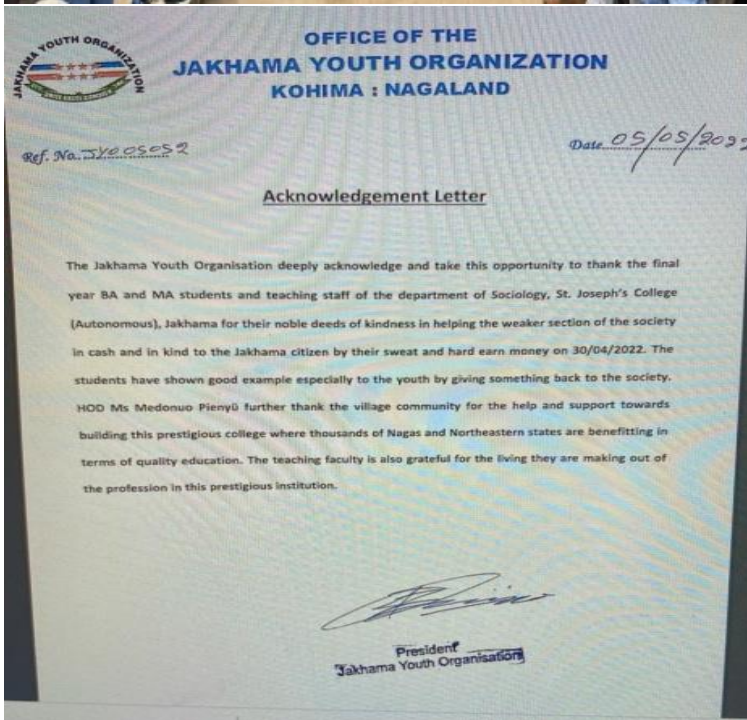 JAKHAMA YOUTH ORGANIZATION
OFFICE OF THE
JAKHAMA YOUTH ORGANIZATION
KOHIMA : NAGALAND
Ref. No. JYO05052
Date 05/05/2022
Acknowledgement Letter
The Jakhama Youth Organisation deeply acknowledge and take this opportunity to thank the final
year BA and MA students and teaching staff of the department of Sociology, St. Joseph's College
(Autonomous), Jakhama for their noble deeds of kindness in helping the weaker section of the society
in cash and in kind to the Jakhama citizen by their sweat and hard earn money on 30/04/2022. The
students have shown good example especially to the youth by giving something back to the society.
HOD Ms Medonuo Pienyü further thank the village community for the help and support towards
building this prestigious college where thousands of Nagas and Northeastern states are benefitting in
terms of quality education. The teaching faculty is also grateful for the living they are making out of
the profession in this prestigious institution.
President
Jakhama Youth Organisation